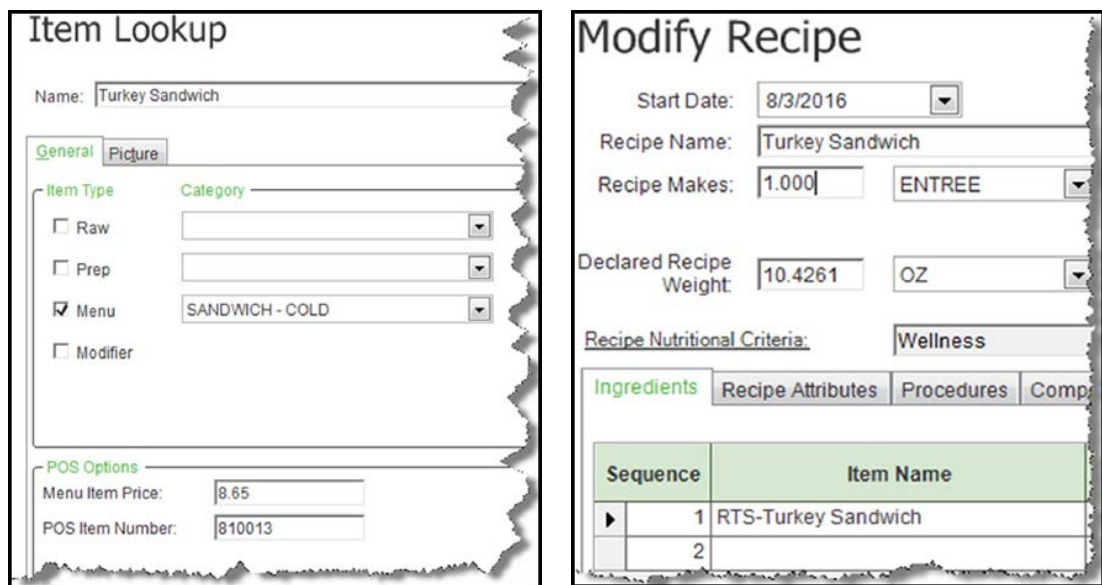 Item Lookup
Name: Turkey Sandwich
General Picture
Item Type Category
Raw
Prep
Menu SANDWICH - COLD
Modifier
POS Options
Menu Item Price: 8.65
POS Item Number: 810013
Modify Recipe
Start Date: 8/3/2016
Recipe Name: Turkey Sandwich
Recipe Makes: 1.000 ENTREE
Declared Recipe
Weight: 10.4261 OZ
Recipe Nutritional Criteria: Wellness
Ingredients Recipe Attributes Procedures
Sequence Item Name
1 RTS-Turkey Sandwich
2